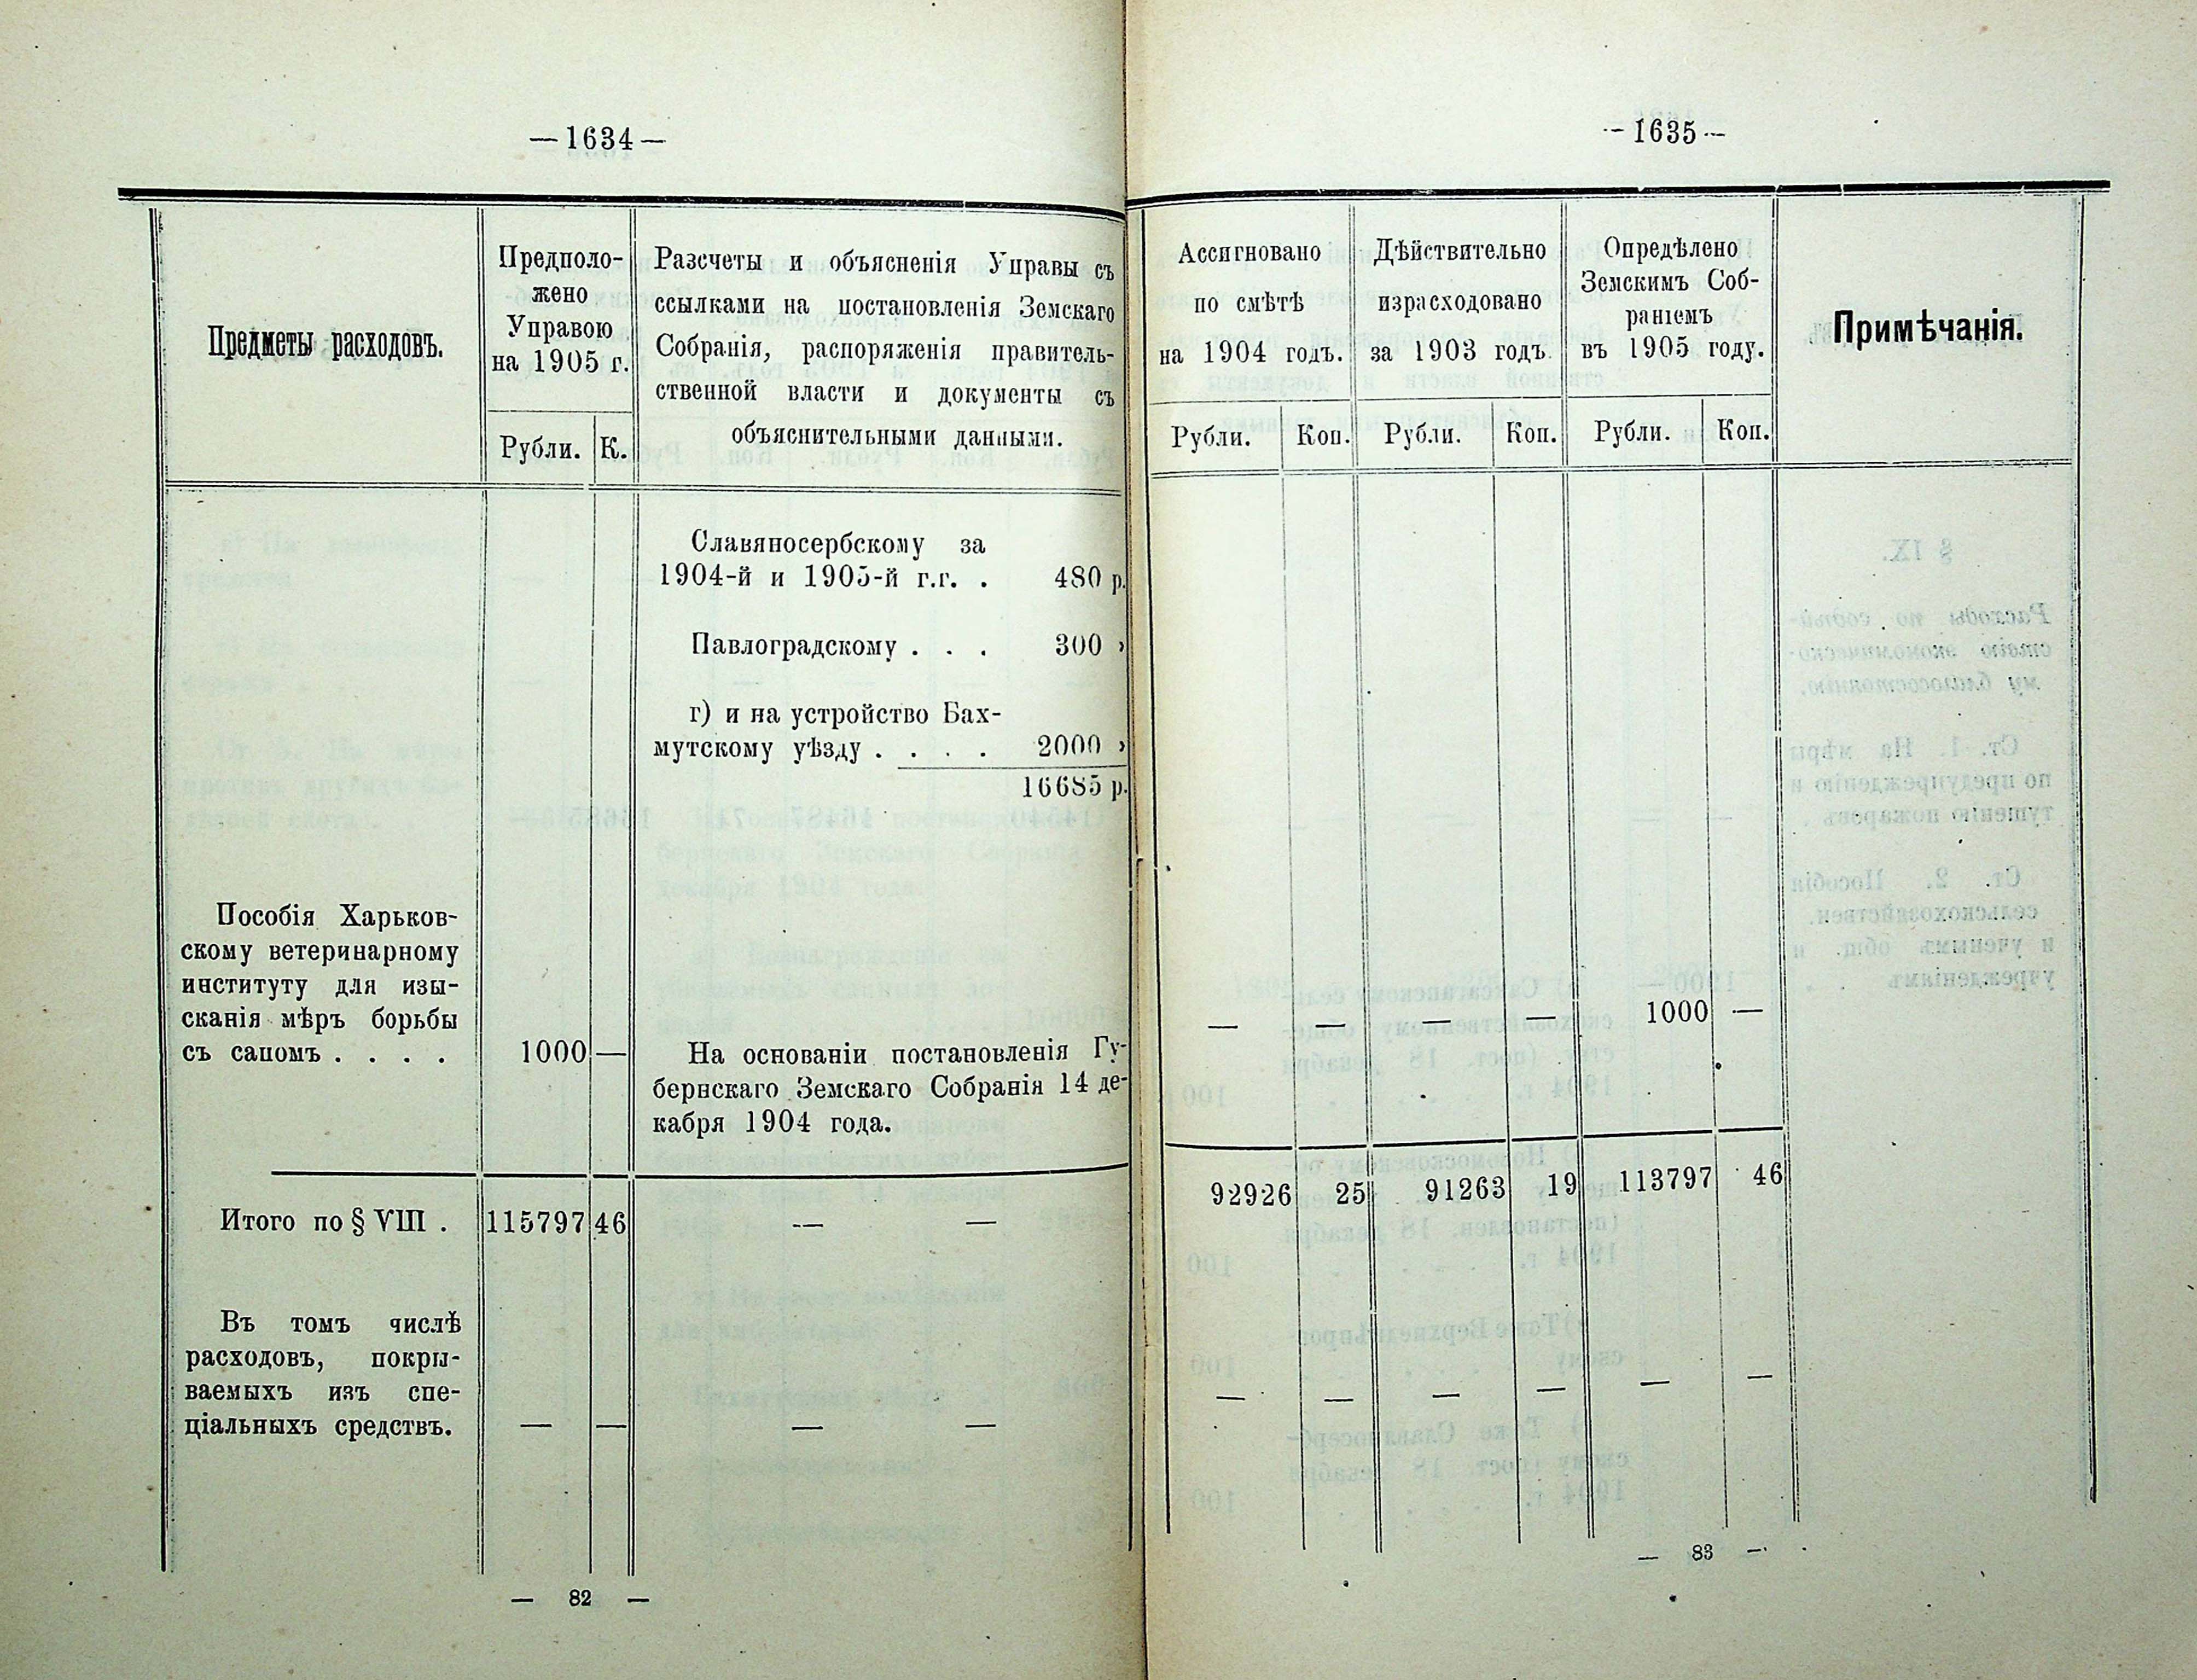 — 1634 —
Предметы расходовъ.
Предполо-
жено
Управою
на 1905 г.
Рубли. К.
Разсчеты и объясненія Управы съ
ссылками на постановленія Земскаго
Собранія, распоряженія правитель-
ственной власти и документы съ
объяснительными данными.
Славяносербскому за
1904-й и 1905-й г.г. . 480 р.
Павлоградскому . . . 300 »
г) и на устройство Бах-
мутскому уѣзду . . . . 2000 »
16685 р.
Пособія Харьков-
скому ветеринарному
институту для изы-
сканія мѣръ борьбы
съ сапомъ . . . . 1000 —
На основаніи постановленія Гу-
бернскаго Земскаго Собранія 14 де-
кабря 1904 года.
Итого по § VIII . 115797 46 — —
Въ томъ числѣ
расходовъ, покры-
ваемыхъ изъ спе-
ціальныхъ средствъ. — — — —
— 82 —
— 1635 —
Ассигновано
по смѣтѣ
на 1904 годъ.
Рубли. Коп.
Дѣйствительно
израсходовано
за 1903 годъ
Рубли. Коп.
Опредѣлено
Земскимъ Соб-
раніемъ
въ 1905 году.
Рубли. Коп.
Примѣчанія.
— — — — 1000 —
92926 25 91263 19 113797 46
— — — — — —
— 83 —